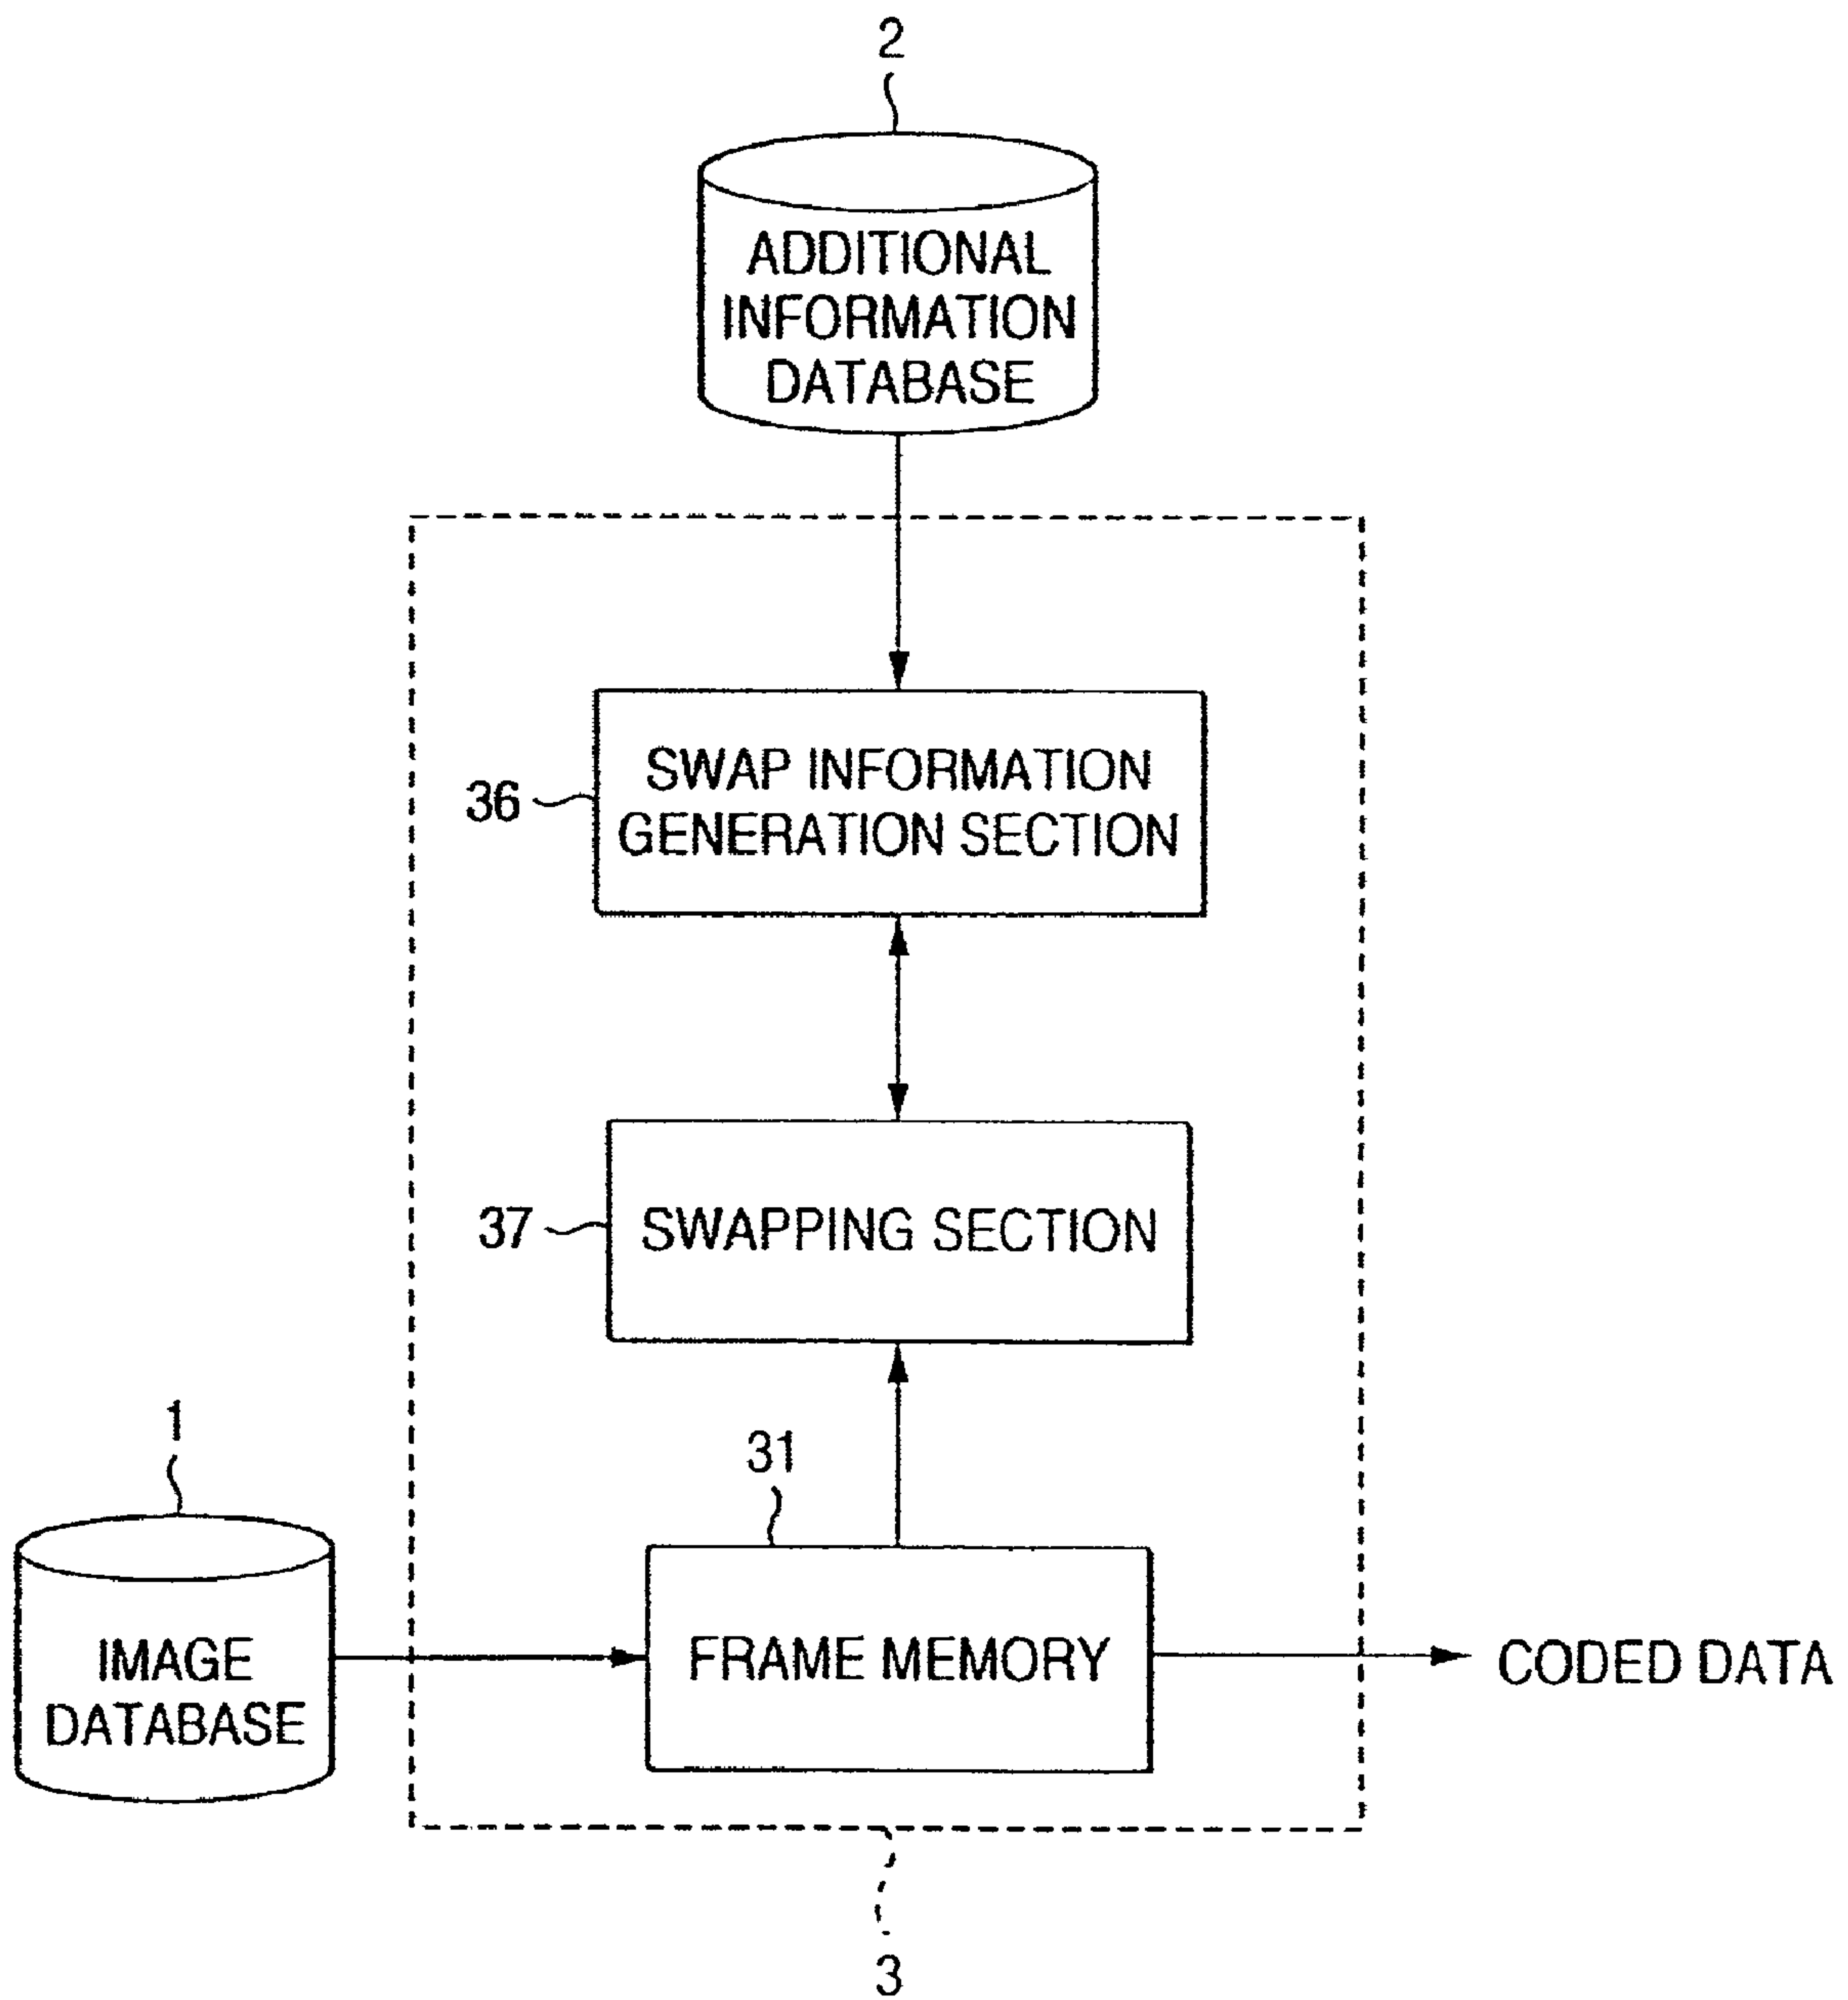 2
ADDITIONAL
INFORMATION
DATABASE
36
SWAP INFORMATION
GENERATION SECTION
37
SWAPPING SECTION
1
31
IMAGE
DATABASE
FRAME MEMORY
CODED DATA
3